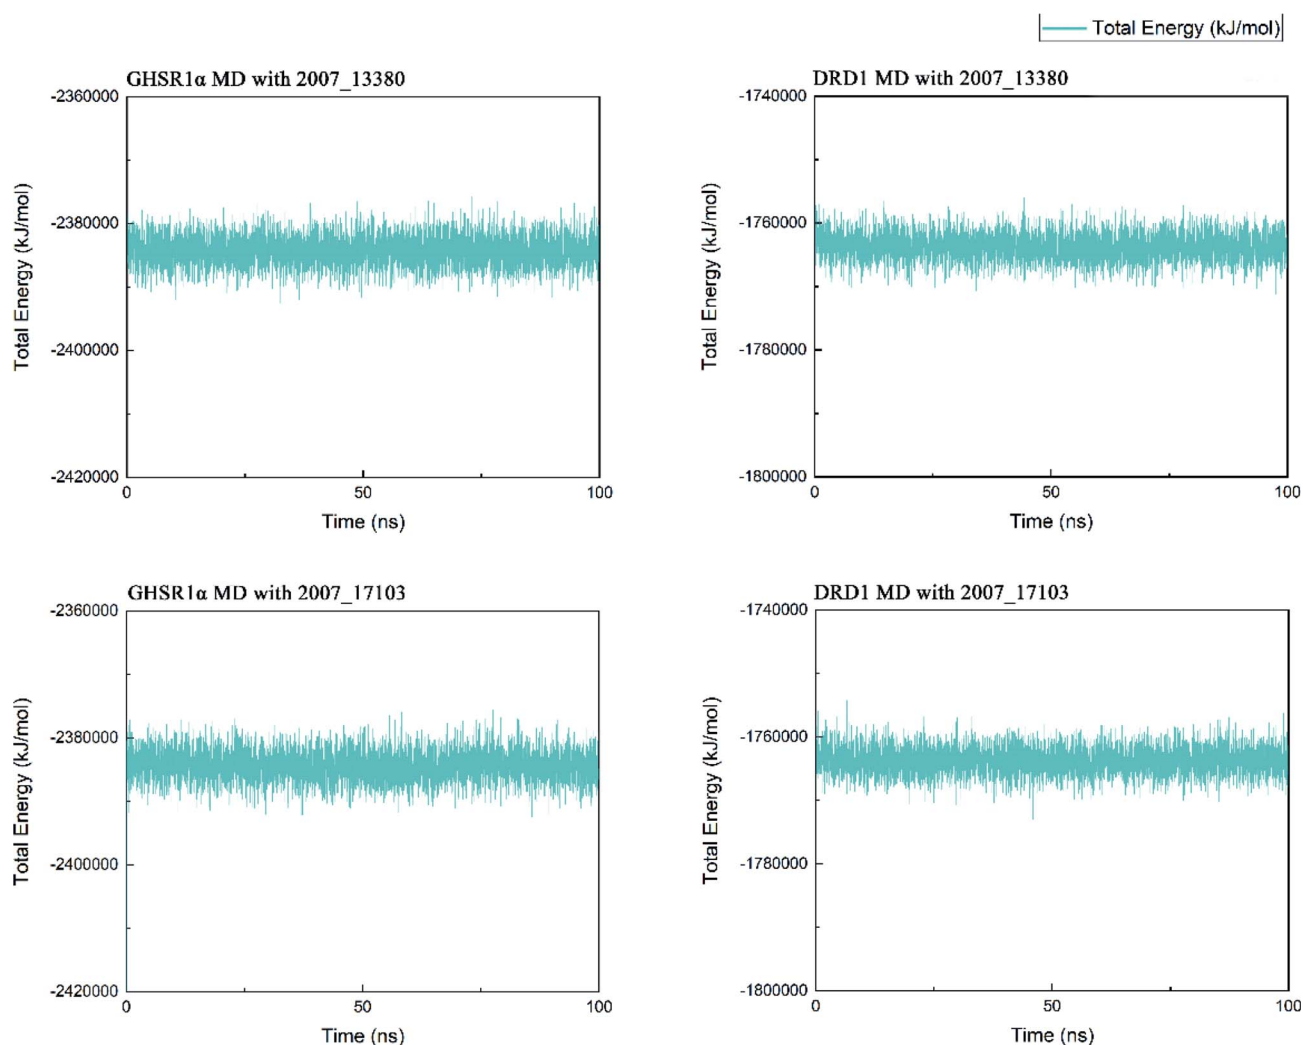 Total Energy (kJ/mol)
GHSR1α MD with 2007_13380
-2360000
-2380000
-2400000
-2420000
Total Energy (kJ/mol)
0
50
100
Time (ns)
DRD1 MD with 2007_13380
-1740000
-1760000
-1780000
-1800000
Total Energy (kJ/mol)
0
50
100
Time (ns)
GHSR1α MD with 2007_17103
-2360000
-2380000
-2400000
-2420000
Total Energy (kJ/mol)
0
50
100
Time (ns)
DRD1 MD with 2007_17103
-1740000
-1760000
-1780000
-1800000
Total Energy (kJ/mol)
0
50
100
Time (ns)